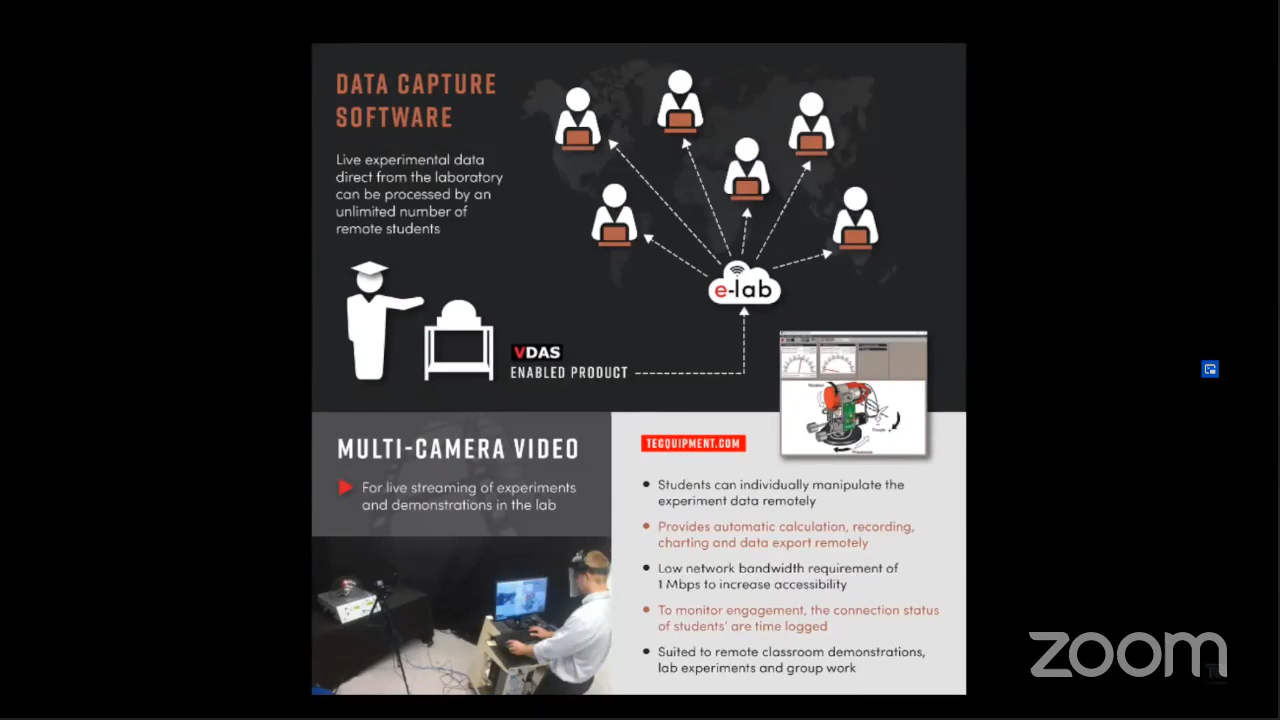 DATA CAPTURE
SOFTWARE
Live experimental data
direct from the laboratory
can be processed by an
unlimited number of
remote students
e-lab
VDAS
ENABLED PRODUCT
MULTI-CAMERA VIDEO
For live streaming of experiments
and demonstrations in the lab
TECQUIPMENT.COM
Students can individually manipulate the
experiment data remotely
Provides automatic calculation, recording,
charting and data export remotely
Low network bandwidth requirement of
1 Mbps to increase accessibility
To monitor engagement, the connection status
of students' are time logged
Suited to remote classroom demonstrations,
lab experiments and group work
zoom